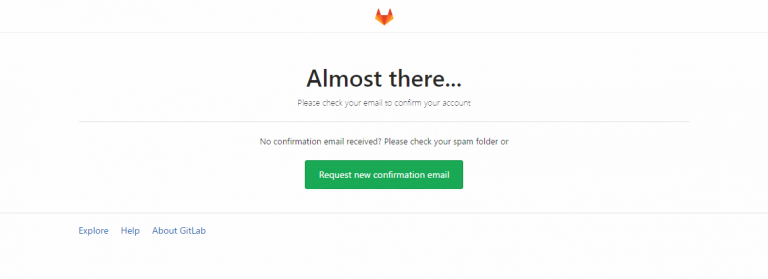 Almost there...
Please check your email to confirm your account
No confirmation email received? Please check your spam folder or
Request new confirmation email
Explore Help About GitLab